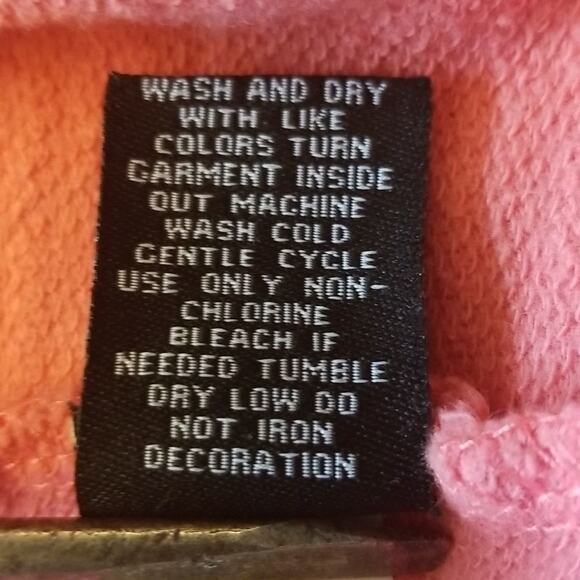 WASH AND DRY
WITH LIKE
COLORS TURN
GARMENT INSIDE
OUT MACHINE
WASH COLD
GENTLE CYCLE
USE ONLY NON-
CHLORINE
BLEACH IF
NEEDED TUMBLE
DRY LOW DO
NOT IRON
DECORATION